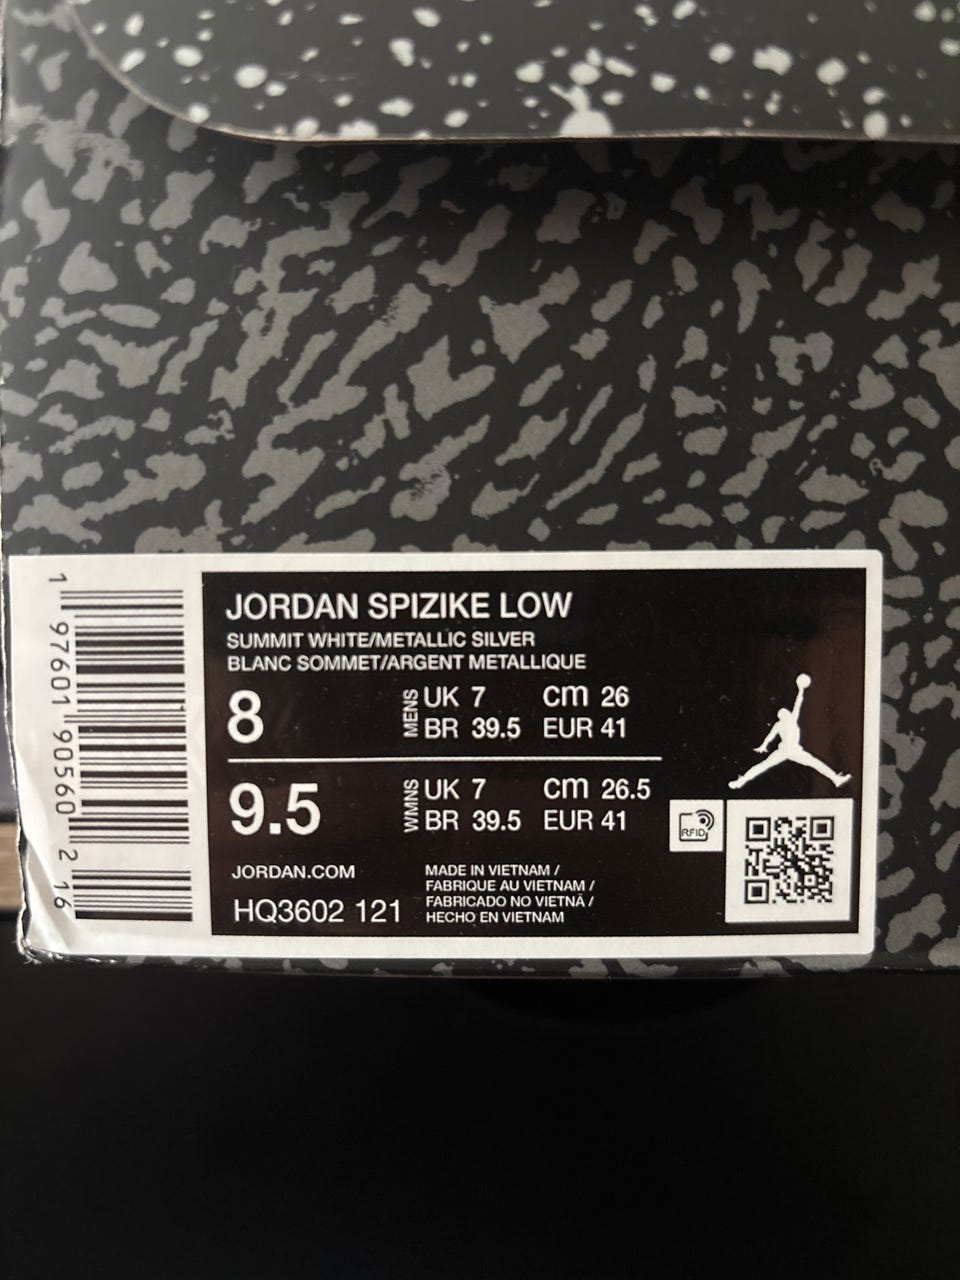 1 97601 90560 2 16
JORDAN SPIZIKE LOW
SUMMIT WHITE/METALLIC SILVER
BLANC SOMMET/ARGENT METALLIQUE
8
MENS
UK 7 cm 26
BR 39.5 EUR 41
9.5
WMNS
UK 7 cm 26.5
BR 39.5 EUR 41
RFID
JORDAN.COM
HQ3602 121
MADE IN VIETNAM /
FABRIQUE AU VIETNAM /
FABRICADO NO VIETNÃ /
HECHO EN VIETNAM